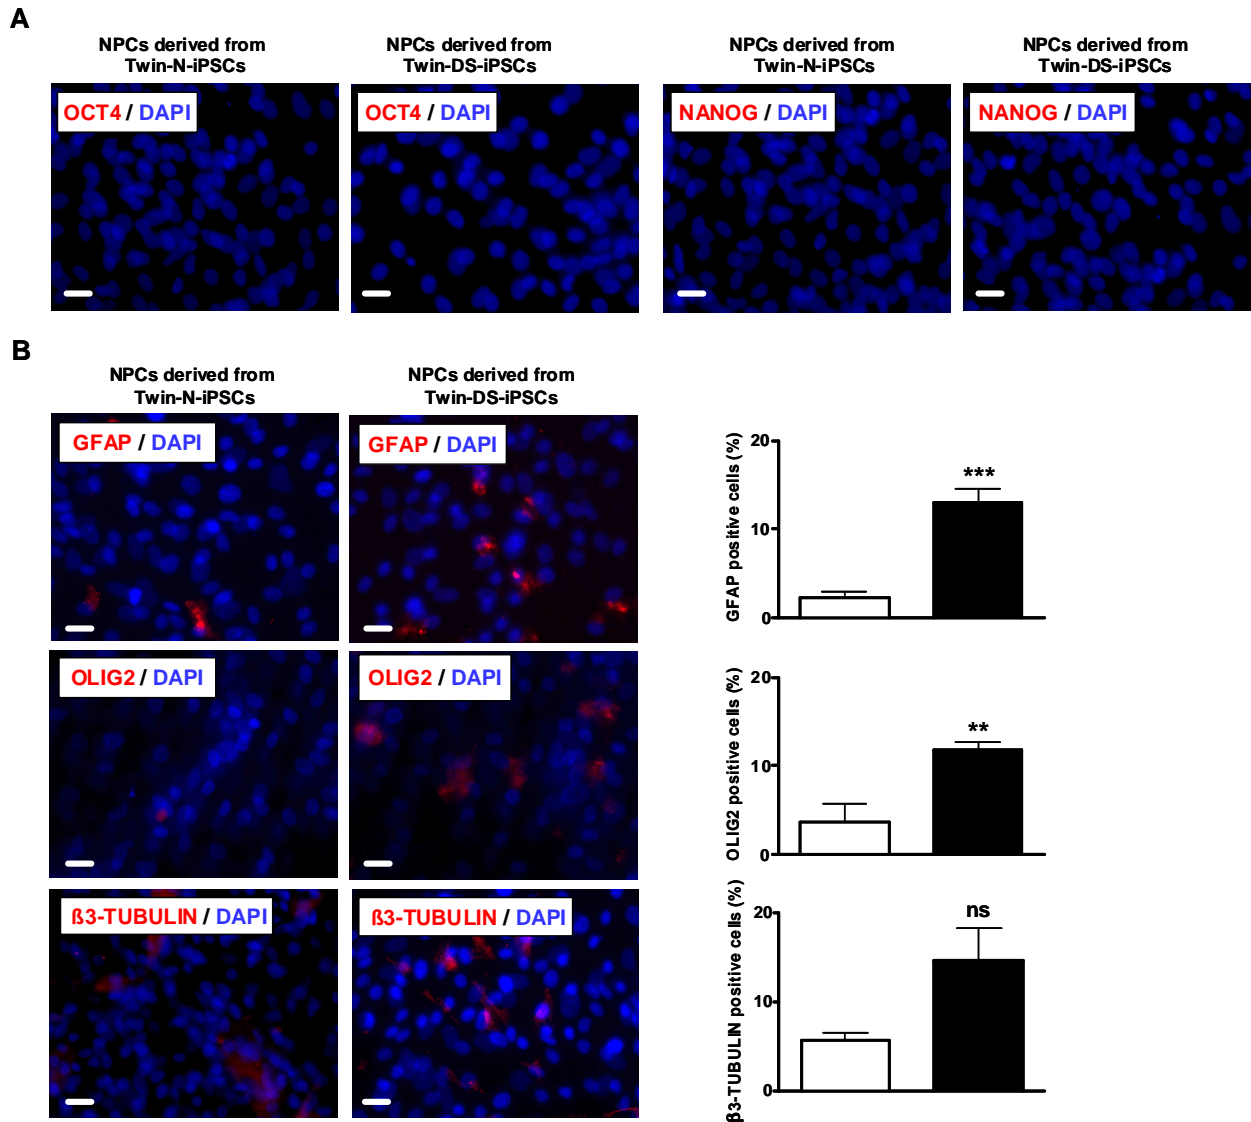 A
NPCs derived from
Twin-N-iPSCs
NPCs derived from
Twin-DS-iPSCs
NPCs derived from
Twin-N-iPSCs
NPCs derived from
Twin-DS-iPSCs
OCT4 / DAPI
OCT4 / DAPI
NANOG / DAPI
NANOG / DAPI
B
NPCs derived from
Twin-N-iPSCs
NPCs derived from
Twin-DS-iPSCs
GFAP / DAPI
GFAP / DAPI
GFAP positive cells (%)
20
10
0
***
OLIG2 / DAPI
OLIG2 / DAPI
OLIG2 positive cells (%)
20
10
0
**
ß3-TUBULIN / DAPI
ß3-TUBULIN / DAPI
β3-TUBULIN positive cells (%)
20
10
0
ns